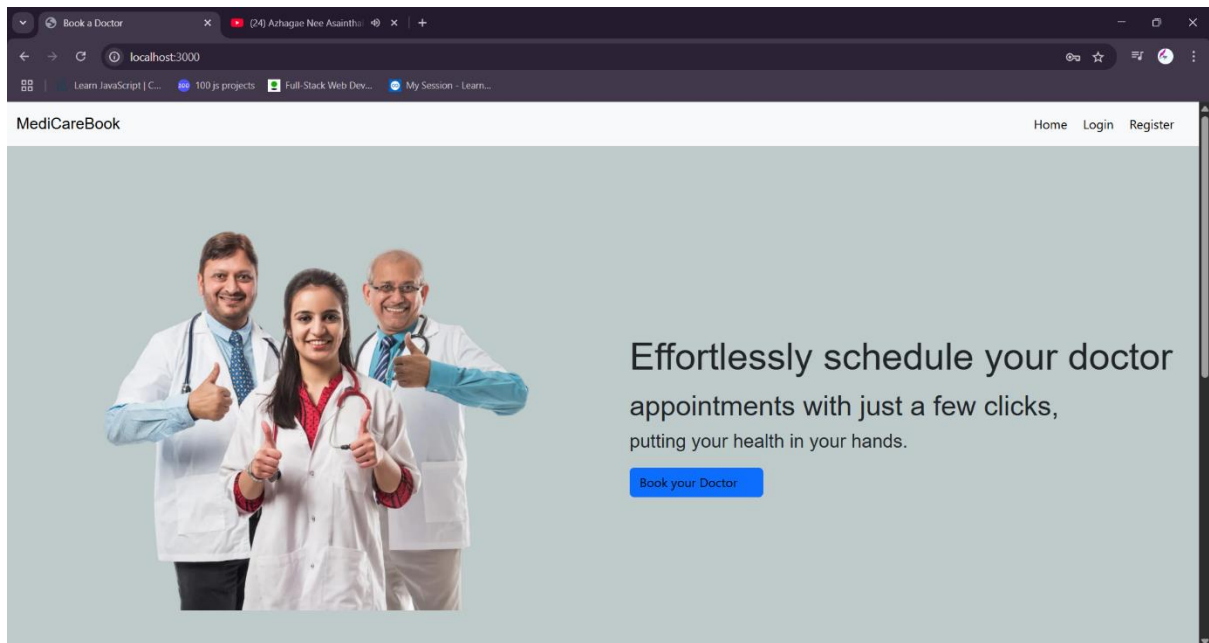 Book a Doctor
(24) Azhagae Nee Asaintha
localhost:3000
Learn JavaScript | C...
100 js projects
Full-Stack Web Dev...
My Session - Learn...
MediCareBook
Home Login Register
Effortlessly schedule your doctor
appointments with just a few clicks,
putting your health in your hands.
Book your Doctor